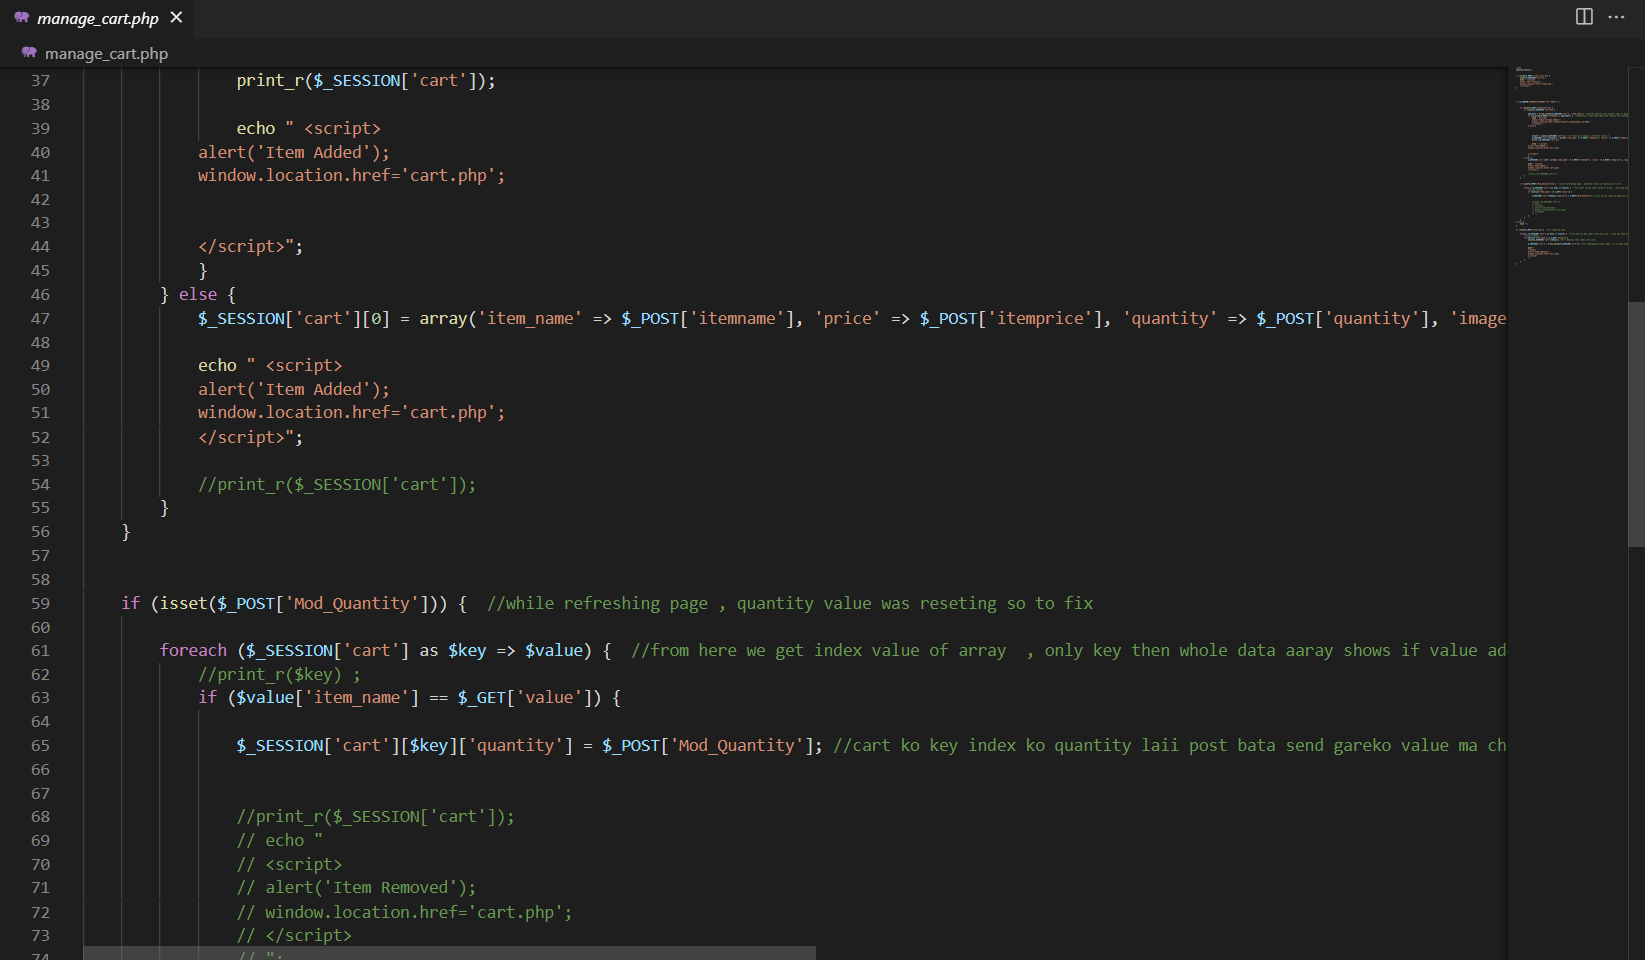 manage_cart.php
manage_cart.php
37 print_r($_SESSION['cart']);
38
39 echo " <script>
40 alert('Item Added');
41 window.location.href='cart.php';
42
43
44 </script>";
45 }
46 } else {
47 $_SESSION['cart'][0] = array('item_name' => $_POST['itemname'], 'price' => $_POST['itemprice'], 'quantity' => $_POST['quantity'], 'image
48
49 echo " <script>
50 alert('Item Added');
51 window.location.href='cart.php';
52 </script>";
53
54 //print_r($_SESSION['cart']);
55 }
56 }
57
58
59 if (isset($_POST['Mod_Quantity'])) {  //while refreshing page , quantity value was reseting so to fix
60
61 foreach ($_SESSION['cart'] as $key => $value) {  //from here we get index value of array  , only key then whole data aaray shows if value ad
62 //print_r($key) ;
63 if ($value['item_name'] == $_GET['value']) {
64
65 $_SESSION['cart'][$key]['quantity'] = $_POST['Mod_Quantity']; //cart ko key index ko quantity laii post bata send gareko value ma ch
66
67
68 //print_r($_SESSION['cart']);
69 // echo "
70 // <script>
71 // alert('Item Removed');
72 // window.location.href='cart.php';
73 // </script>
74 // ";